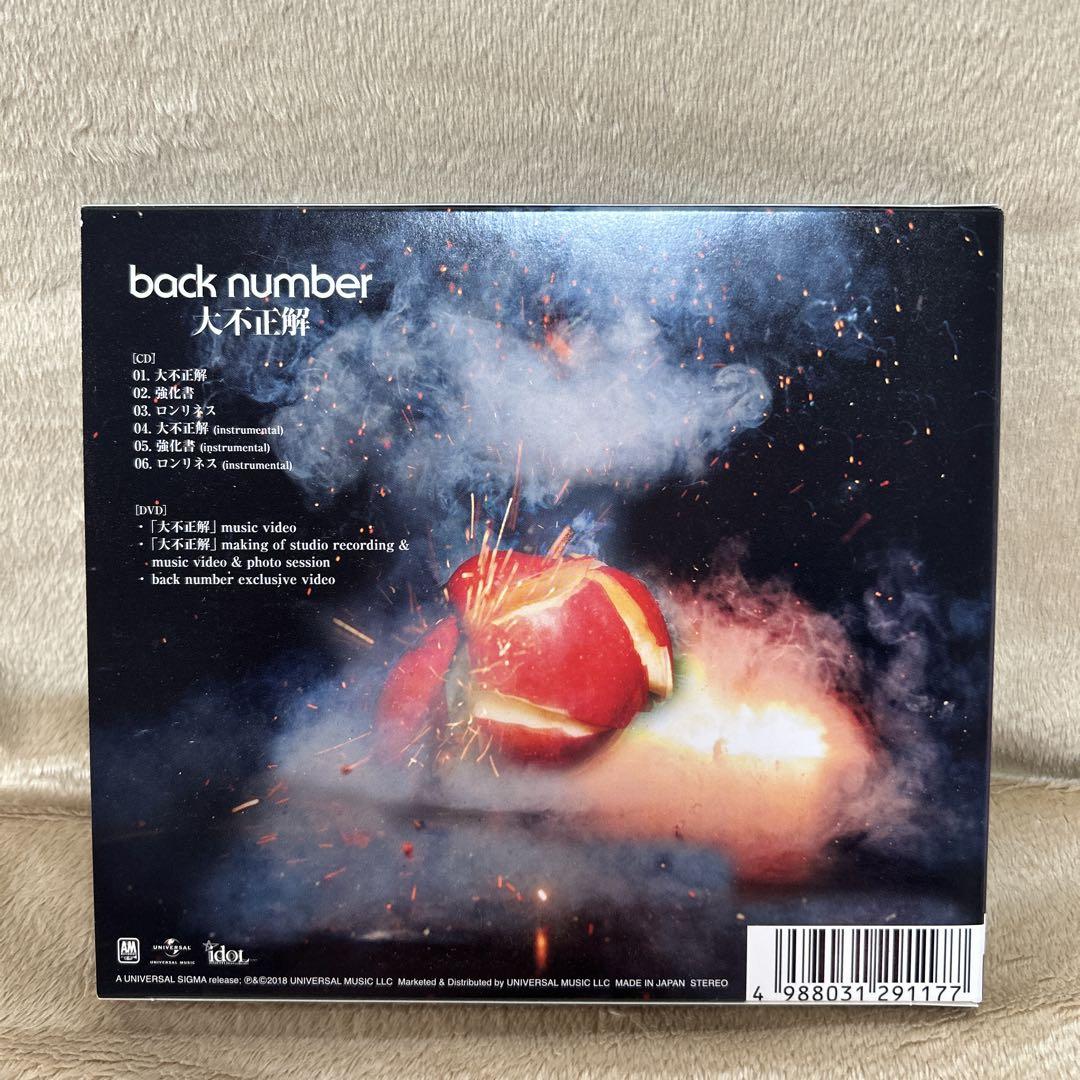 back number
大不正解
[CD]
01. 大不正解
02. 強化書
03. ロンリネス
04. 大不正解 (instrumental)
05. 強化書 (instrumental)
06. ロンリネス (instrumental)
[DVD]
・「大不正解」 music video
・「大不正解」 making of studio recording &
music video & photo session
・ back number exclusive video
AM
UNIVERSAL
UNIVERSAL MUSIC
idOL
A UNIVERSAL SIGMA release; ℗&©2018 UNIVERSAL MUSIC LLC Marketed & Distributed by UNIVERSAL MUSIC LLC MADE IN JAPAN STEREO
4 988031 291177